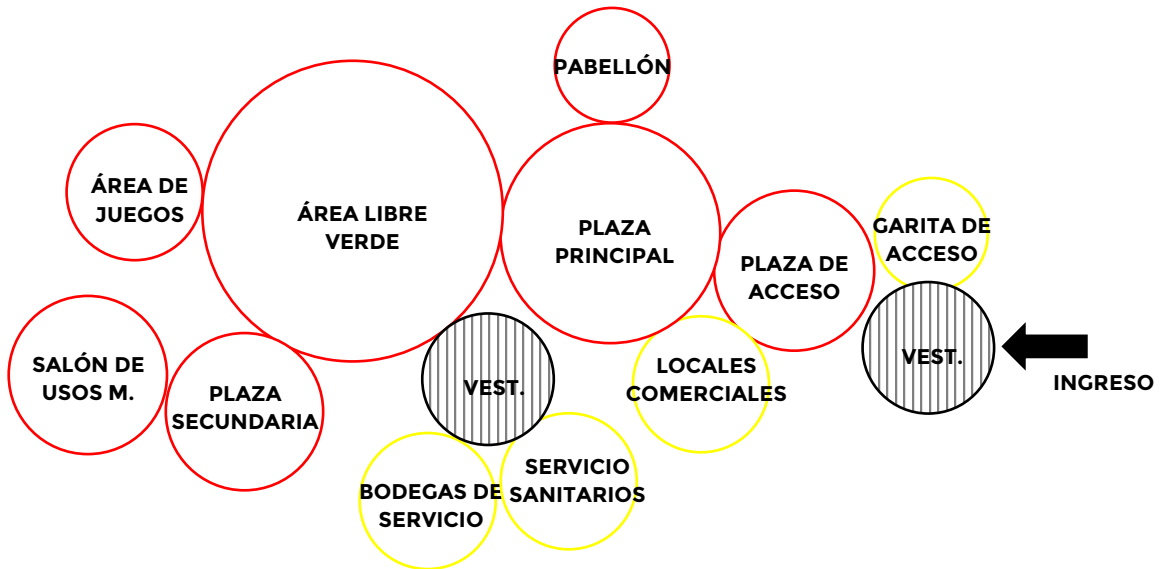 PABELLÓN
ÁREA DE
JUEGOS
ÁREA LIBRE
VERDE
PLAZA
PRINCIPAL
PLAZA DE
ACCESO
GARITA DE
ACCESO
SALÓN DE
USOS M.
PLAZA
SECUNDARIA
VEST.
LOCALES
COMERCIALES
VEST.
INGRESO
BODEGAS DE
SERVICIO
SERVICIO
SANITARIOS